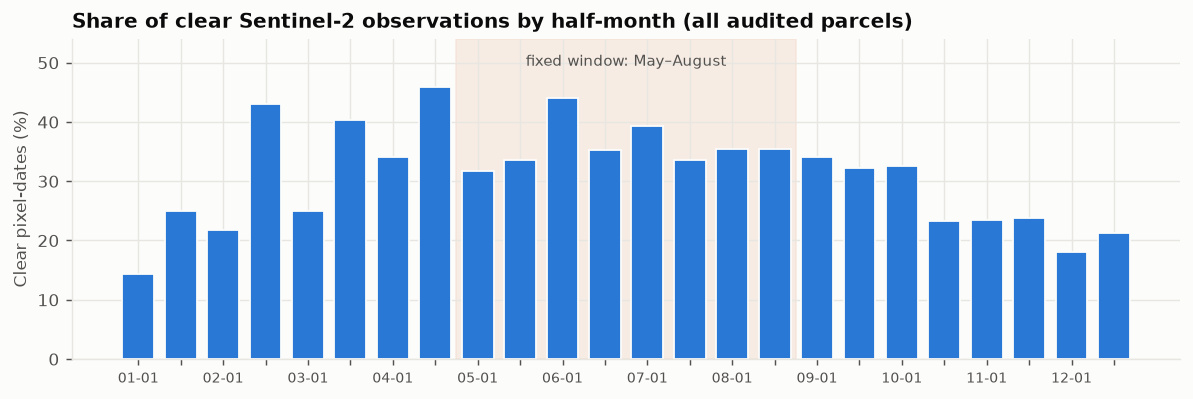 Share of clear Sentinel-2 observations by half-month (all audited parcels)
fixed window: May–August
Clear pixel-dates (%)
50
40
30
20
10
0
01-01 02-01 03-01 04-01 05-01 06-01 07-01 08-01 09-01 10-01 11-01 12-01